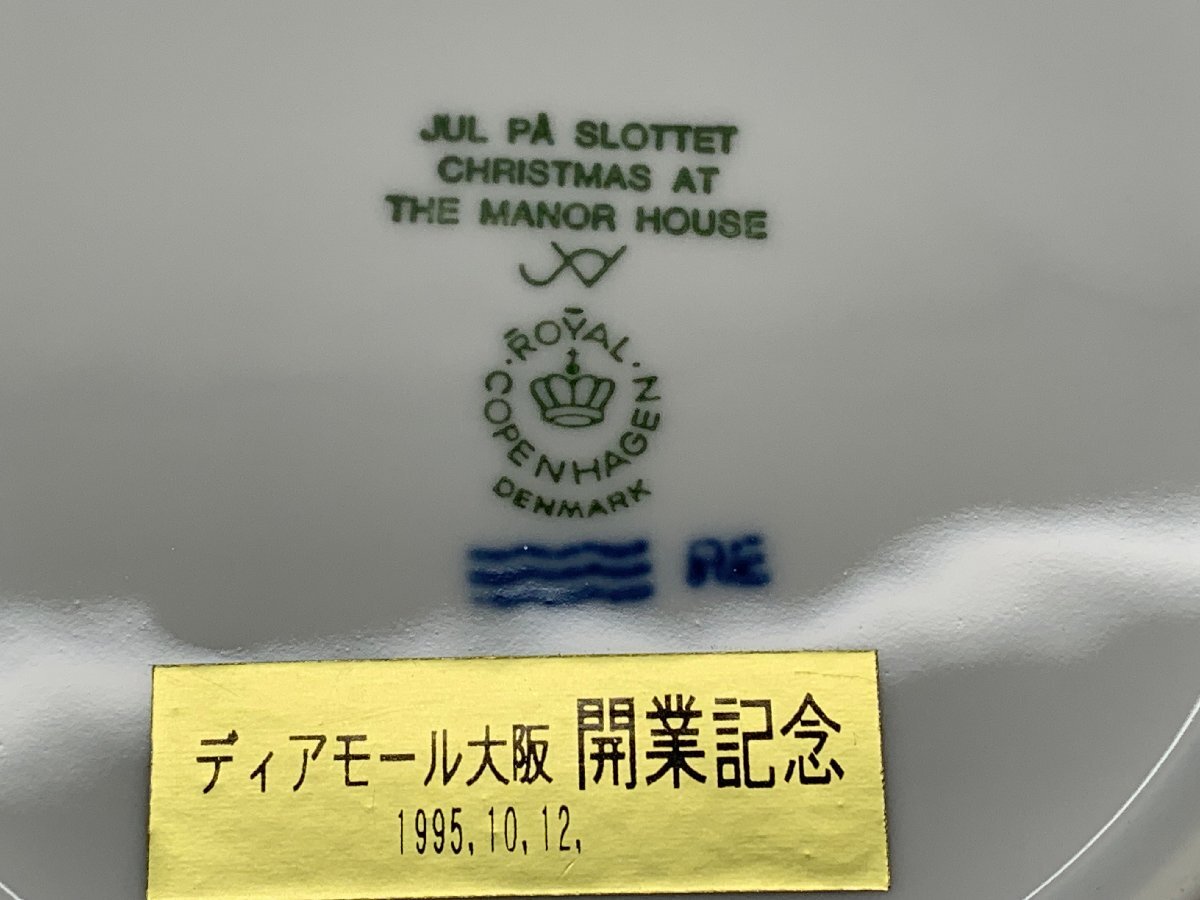 JUL PÅ SLOTTET
CHRISTMAS AT
THE MANOR HOUSE
ROYAL
COPENHAGEN
DENMARK
RE
ディアモール大阪 開業記念
1995.10.12.